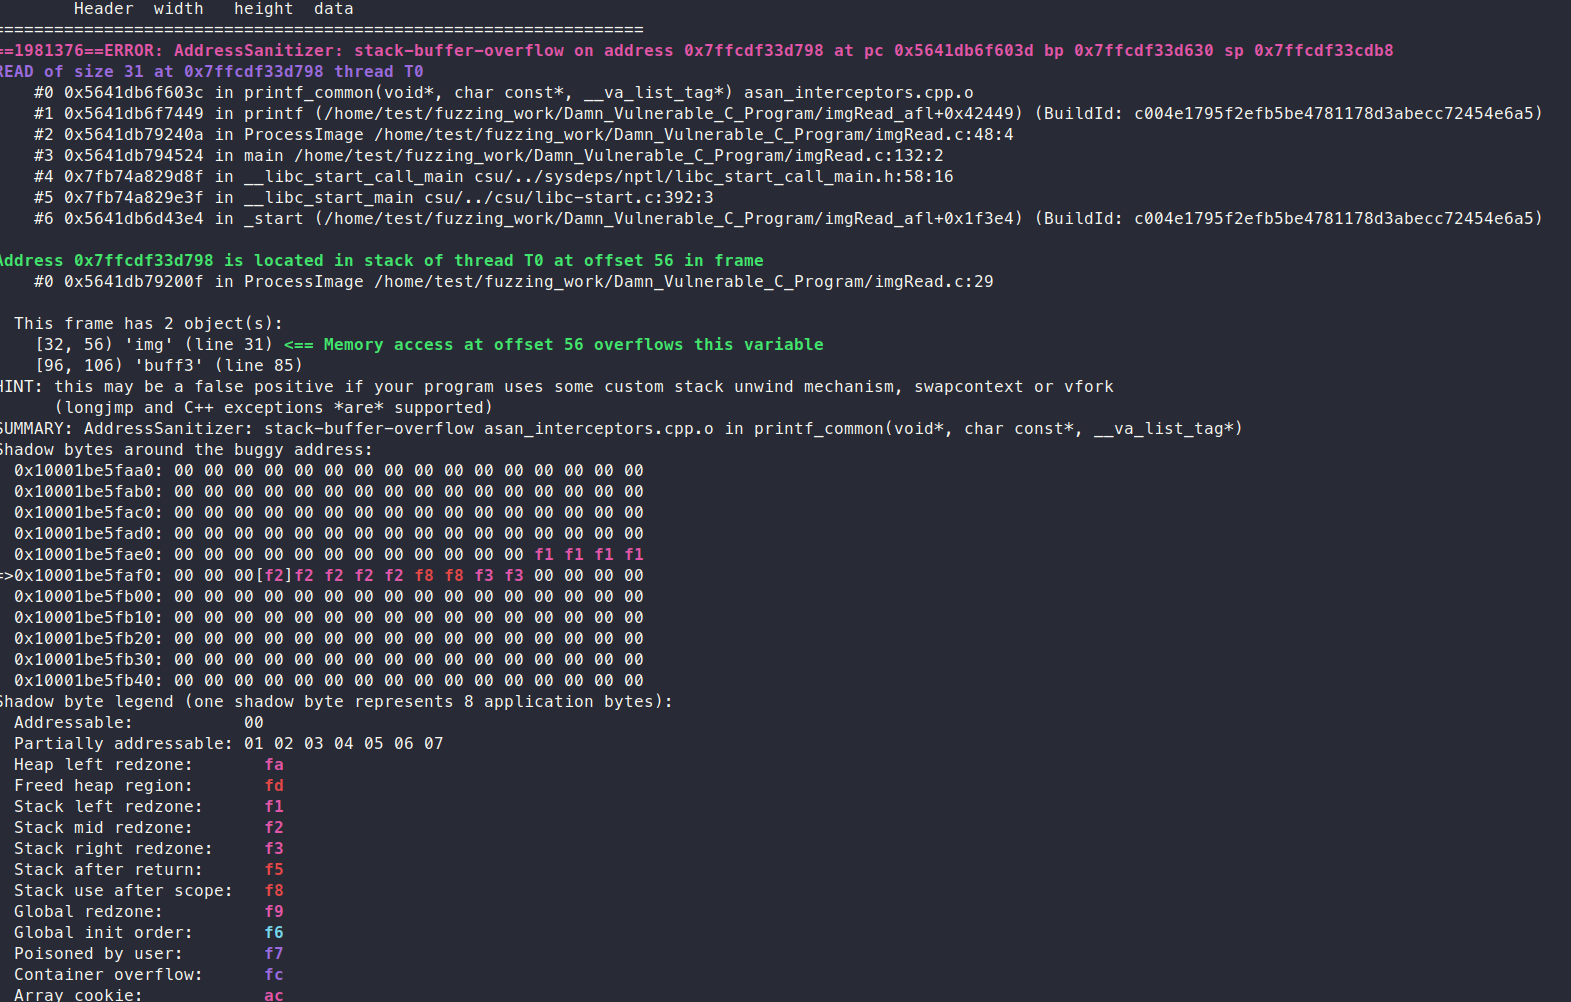 Header  width   height  data
=================================================================
==1981376==ERROR: AddressSanitizer: stack-buffer-overflow on address 0x7ffcdf33d798 at pc 0x5641db6f603d bp 0x7ffcdf33d630 sp 0x7ffcdf33cdb8
READ of size 31 at 0x7ffcdf33d798 thread T0
    #0 0x5641db6f603c in printf_common(void*, char const*, __va_list_tag*) asan_interceptors.cpp.o
    #1 0x5641db6f7449 in printf (/home/test/fuzzing_work/Damn_Vulnerable_C_Program/imgRead_afl+0x42449) (BuildId: c004e1795f2efb5be4781178d3abecc72454e6a5)
    #2 0x5641db79240a in ProcessImage /home/test/fuzzing_work/Damn_Vulnerable_C_Program/imgRead.c:48:4
    #3 0x5641db794524 in main /home/test/fuzzing_work/Damn_Vulnerable_C_Program/imgRead.c:132:2
    #4 0x7fb74a829d8f in __libc_start_call_main csu/../sysdeps/nptl/libc_start_call_main.h:58:16
    #5 0x7fb74a829e3f in __libc_start_main csu/../csu/libc-start.c:392:3
    #6 0x5641db6d43e4 in _start (/home/test/fuzzing_work/Damn_Vulnerable_C_Program/imgRead_afl+0x1f3e4) (BuildId: c004e1795f2efb5be4781178d3abecc72454e6a5)

Address 0x7ffcdf33d798 is located in stack of thread T0 at offset 56 in frame
    #0 0x5641db79200f in ProcessImage /home/test/fuzzing_work/Damn_Vulnerable_C_Program/imgRead.c:29

  This frame has 2 object(s):
    [32, 56) 'img' (line 31) <== Memory access at offset 56 overflows this variable
    [96, 106) 'buff3' (line 85)
HINT: this may be a false positive if your program uses some custom stack unwind mechanism, swapcontext or vfork
      (longjmp and C++ exceptions *are* supported)
SUMMARY: AddressSanitizer: stack-buffer-overflow asan_interceptors.cpp.o in printf_common(void*, char const*, __va_list_tag*)
Shadow bytes around the buggy address:
  0x10001be5faa0: 00 00 00 00 00 00 00 00 00 00 00 00 00 00 00 00
  0x10001be5fab0: 00 00 00 00 00 00 00 00 00 00 00 00 00 00 00 00
  0x10001be5fac0: 00 00 00 00 00 00 00 00 00 00 00 00 00 00 00 00
  0x10001be5fad0: 00 00 00 00 00 00 00 00 00 00 00 00 00 00 00 00
  0x10001be5fae0: 00 00 00 00 00 00 00 00 00 00 00 00 f1 f1 f1 f1
=>0x10001be5faf0: 00 00 00[f2]f2 f2 f2 f2 f8 f8 f3 f3 00 00 00 00
  0x10001be5fb00: 00 00 00 00 00 00 00 00 00 00 00 00 00 00 00 00
  0x10001be5fb10: 00 00 00 00 00 00 00 00 00 00 00 00 00 00 00 00
  0x10001be5fb20: 00 00 00 00 00 00 00 00 00 00 00 00 00 00 00 00
  0x10001be5fb30: 00 00 00 00 00 00 00 00 00 00 00 00 00 00 00 00
  0x10001be5fb40: 00 00 00 00 00 00 00 00 00 00 00 00 00 00 00 00
Shadow byte legend (one shadow byte represents 8 application bytes):
  Addressable:           00
  Partially addressable: 01 02 03 04 05 06 07
  Heap left redzone:       fa
  Freed heap region:       fd
  Stack left redzone:      f1
  Stack mid redzone:       f2
  Stack right redzone:     f3
  Stack after return:      f5
  Stack use after scope:   f8
  Global redzone:          f9
  Global init order:       f6
  Poisoned by user:        f7
  Container overflow:      fc
  Array cookie:            ac